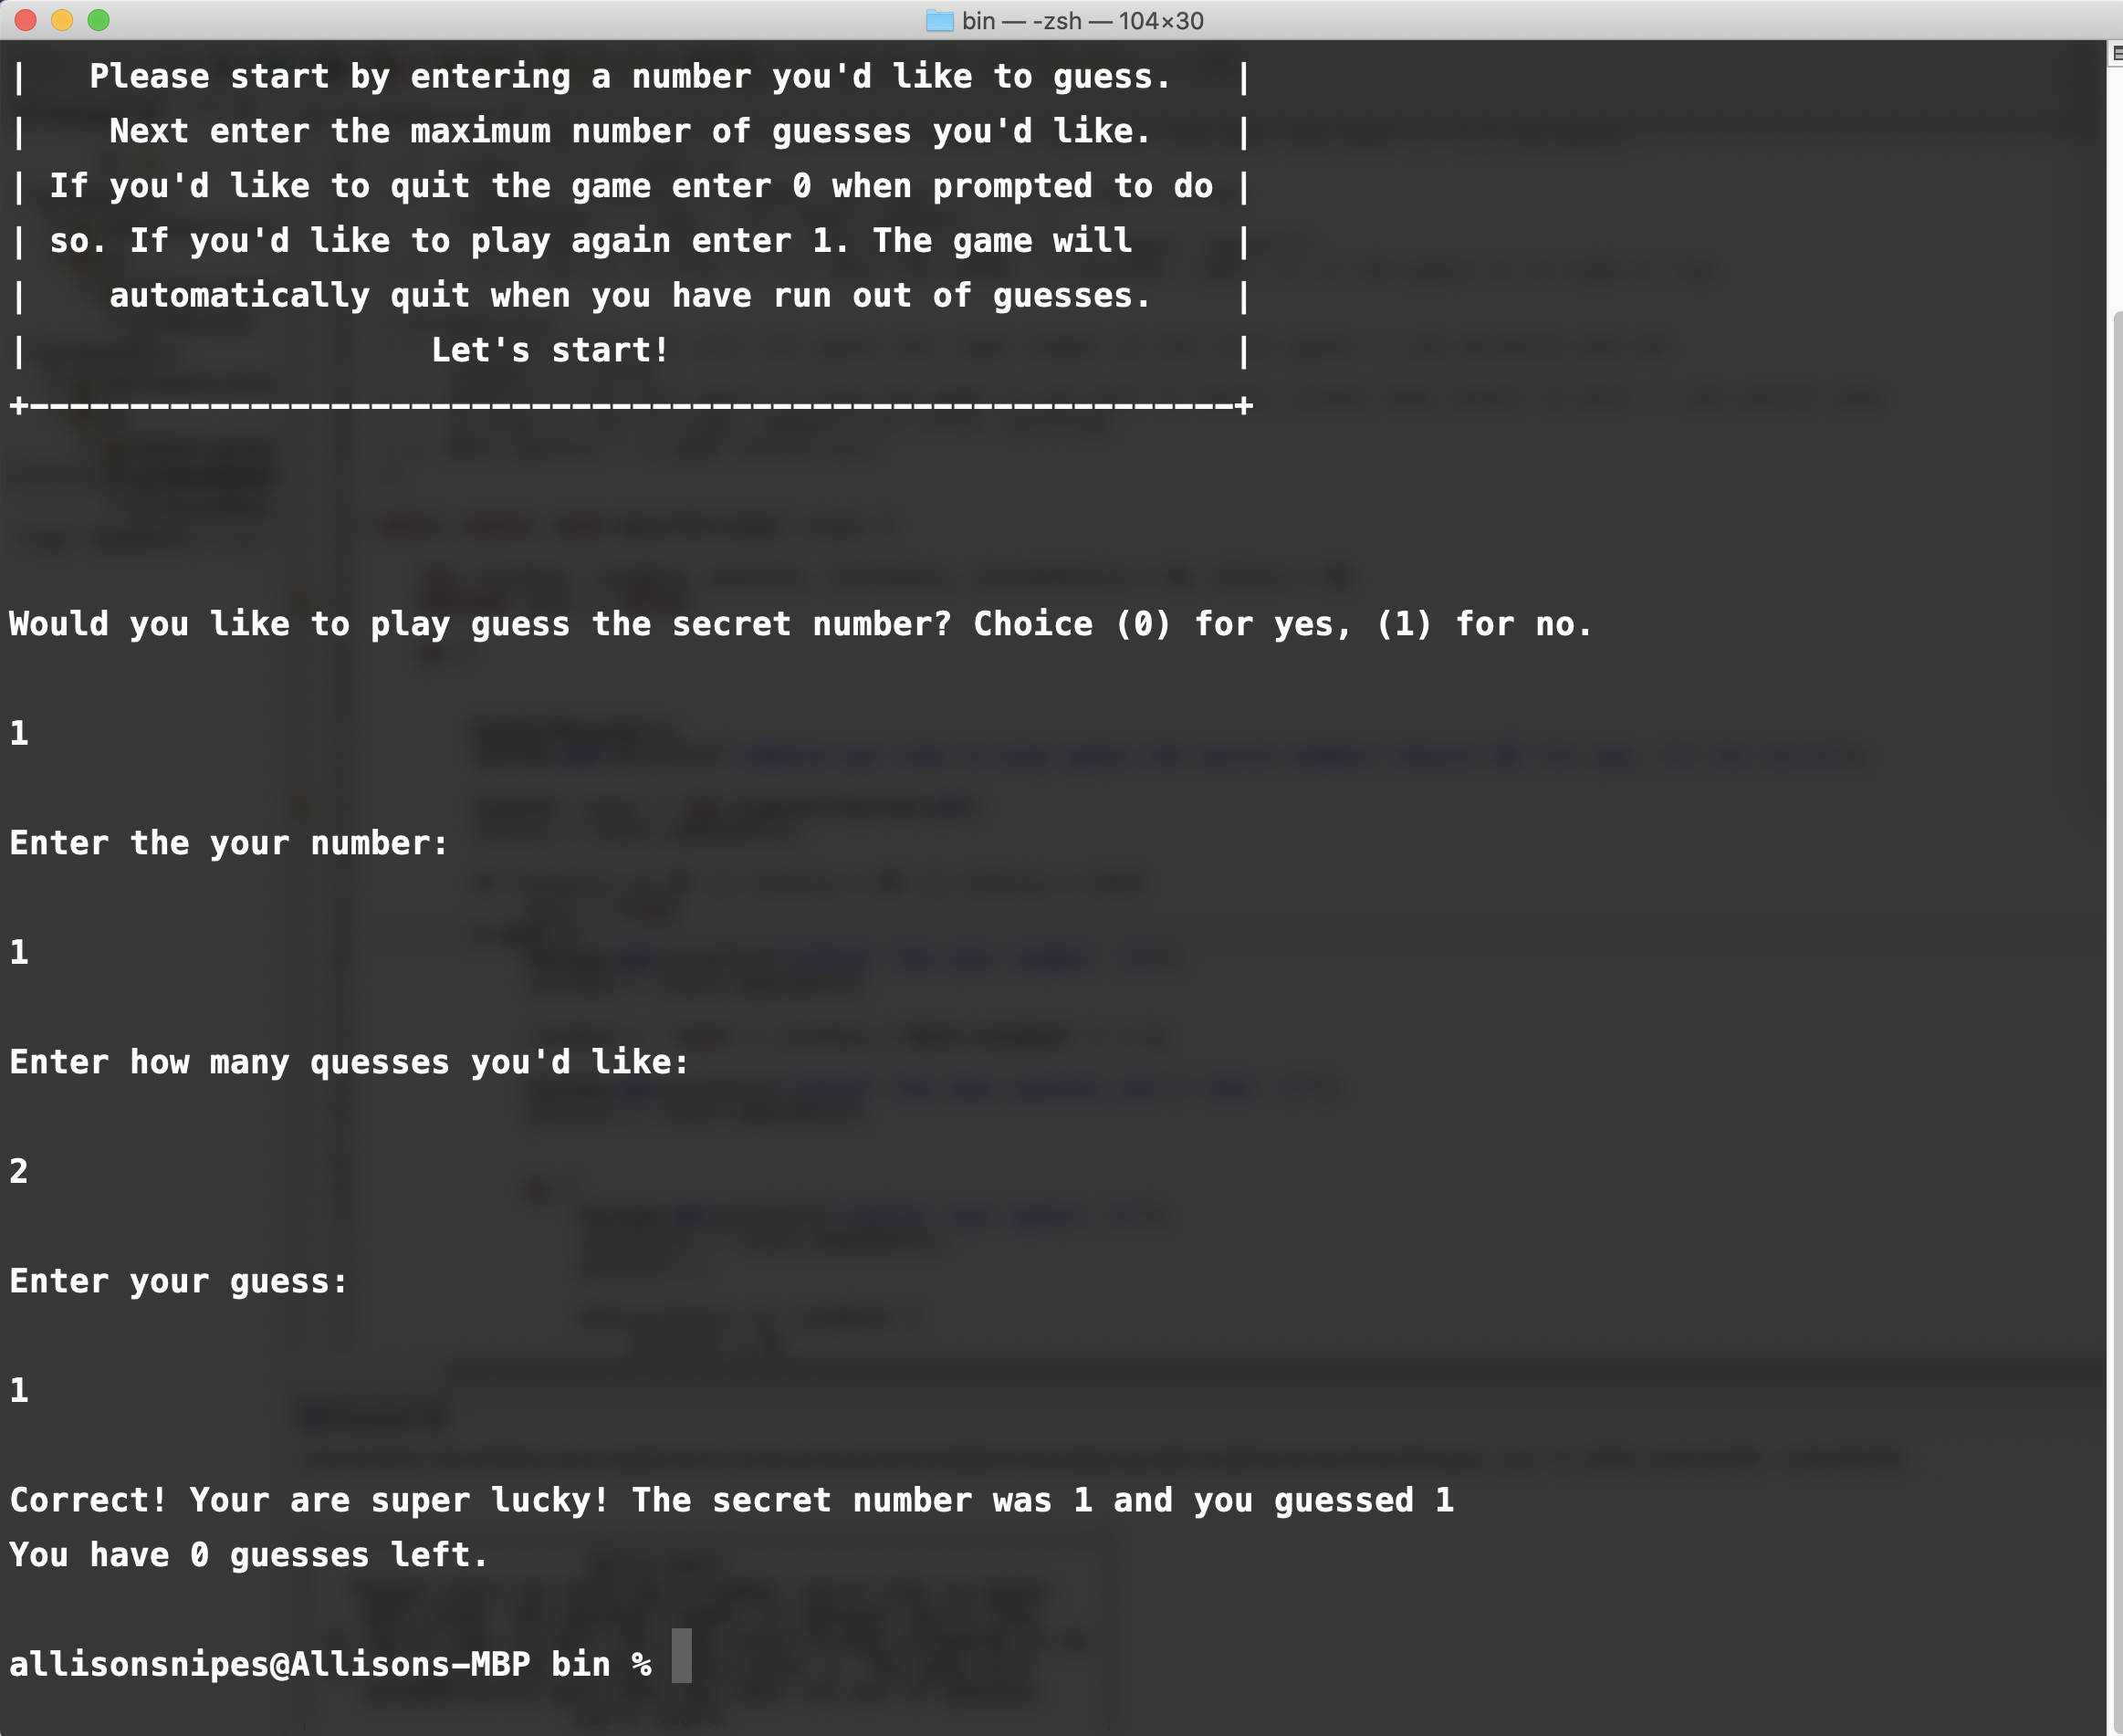 bin — -zsh — 104×30
| Please start by entering a number you'd like to guess. |
| Next enter the maximum number of guesses you'd like. |
| If you'd like to quit the game enter 0 when prompted to do |
| so. If you'd like to play again enter 1. The game will |
| automatically quit when you have run out of guesses. |
| Let's start! |
+------------------------------------------------------------+
Would you like to play guess the secret number? Choice (0) for yes, (1) for no.
1
Enter the your number:
1
Enter how many quesses you'd like:
2
Enter your guess:
1
Correct! Your are super lucky! The secret number was 1 and you guessed 1
You have 0 guesses left.
allisonsnipes@Allisons-MBP bin %